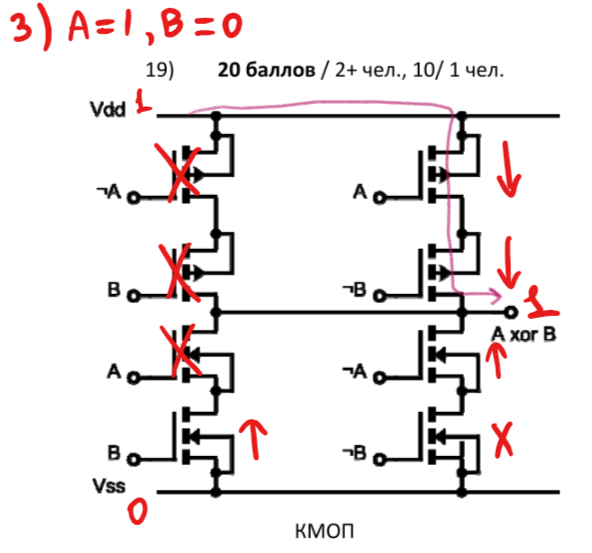 3) A=1, B=0
19) 20 баллов / 2+ чел., 10/ 1 чел.
Vdd 1
¬A
A
B
¬B
1
A xor B
A
¬A
B
¬B
Vss
0
КМОП